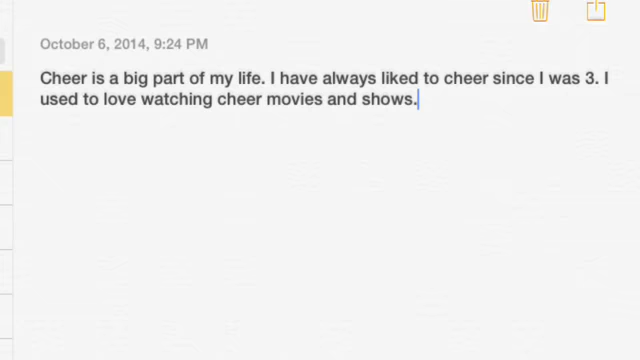 October 6, 2014, 9:24 PM
Cheer is a big part of my life. I have always liked to cheer since I was 3. I
used to love watching cheer movies and shows.